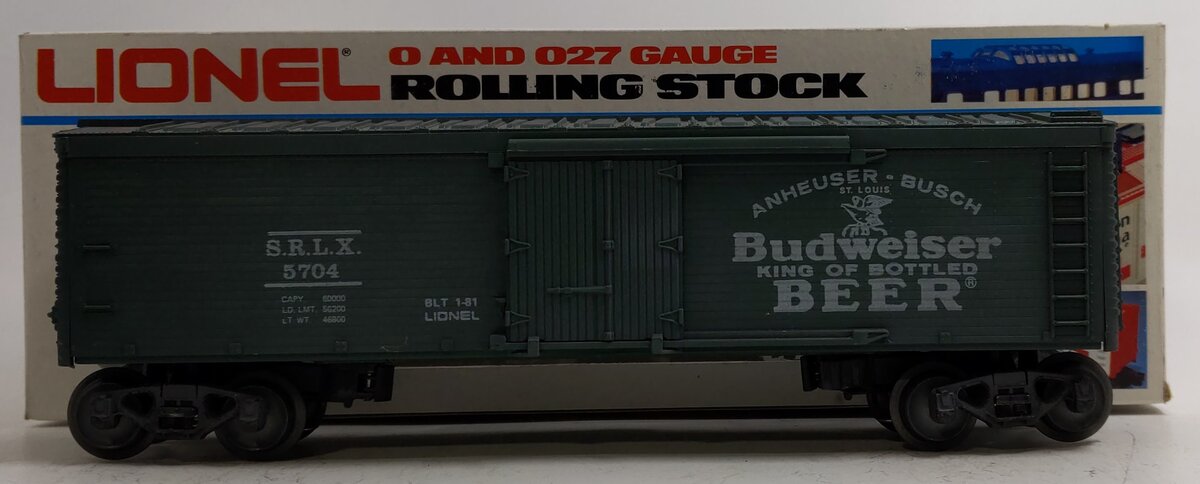 LIONEL®
O AND 027 GAUGE
ROLLING STOCK
S.R.L.X.
5704
CAPY 60000
LD. LMT. 50200
LT WT. 46800
BLT 1-81
LIONEL
ANHEUSER - BUSCH
ST. LOUIS
Budweiser
KING OF BOTTLED
BEER®